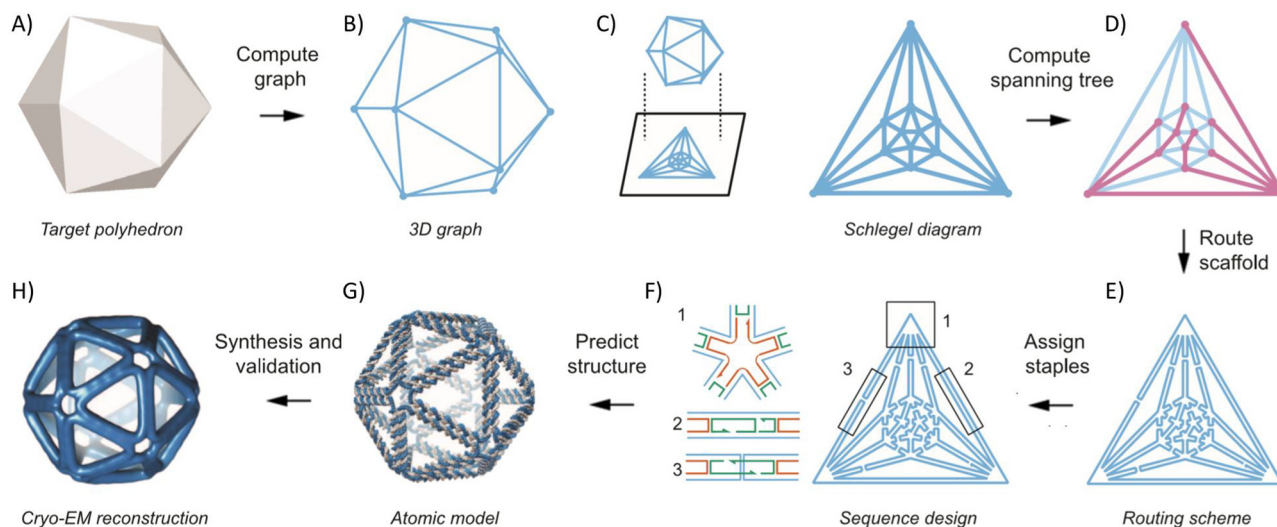 A)
Compute
graph
B)
C)
Compute
spanning tree
D)
Target polyhedron
3D graph
Schlegel diagram
Route
scaffold
H)
Synthesis and
validation
G)
Predict
structure
F)
1
2
3
1
3
2
Assign
staples
E)
Cryo-EM reconstruction
Atomic model
Sequence design
Routing scheme